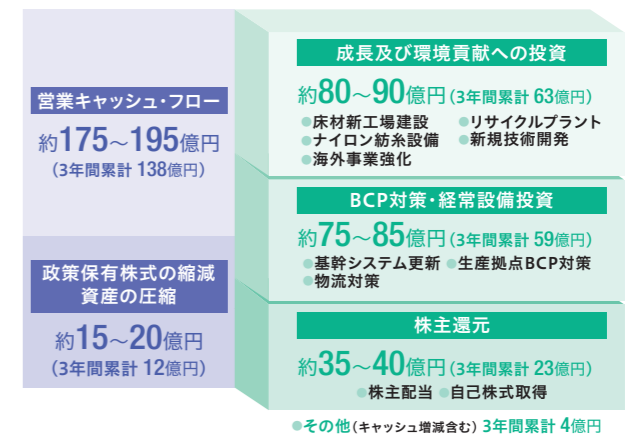 営業キャッシュ・フロー
約175～195億円
（3年間累計 138億円）
政策保有株式の縮減
資産の圧縮
約15～20億円
（3年間累計 12億円）
成長及び環境貢献への投資
約80～90億円（3年間累計 63億円）
●床材新工場建設 ●リサイクルプラント
●ナイロン紡糸設備 ●新規技術開発
●海外事業強化
BCP対策・経常設備投資
約75～85億円（3年間累計 59億円）
●基幹システム更新 ●生産拠点BCP対策
●物流対策
株主還元
約35～40億円（3年間累計 23億円）
●株主配当 ●自己株式取得
●その他（キャッシュ増減含む） 3年間累計 4億円